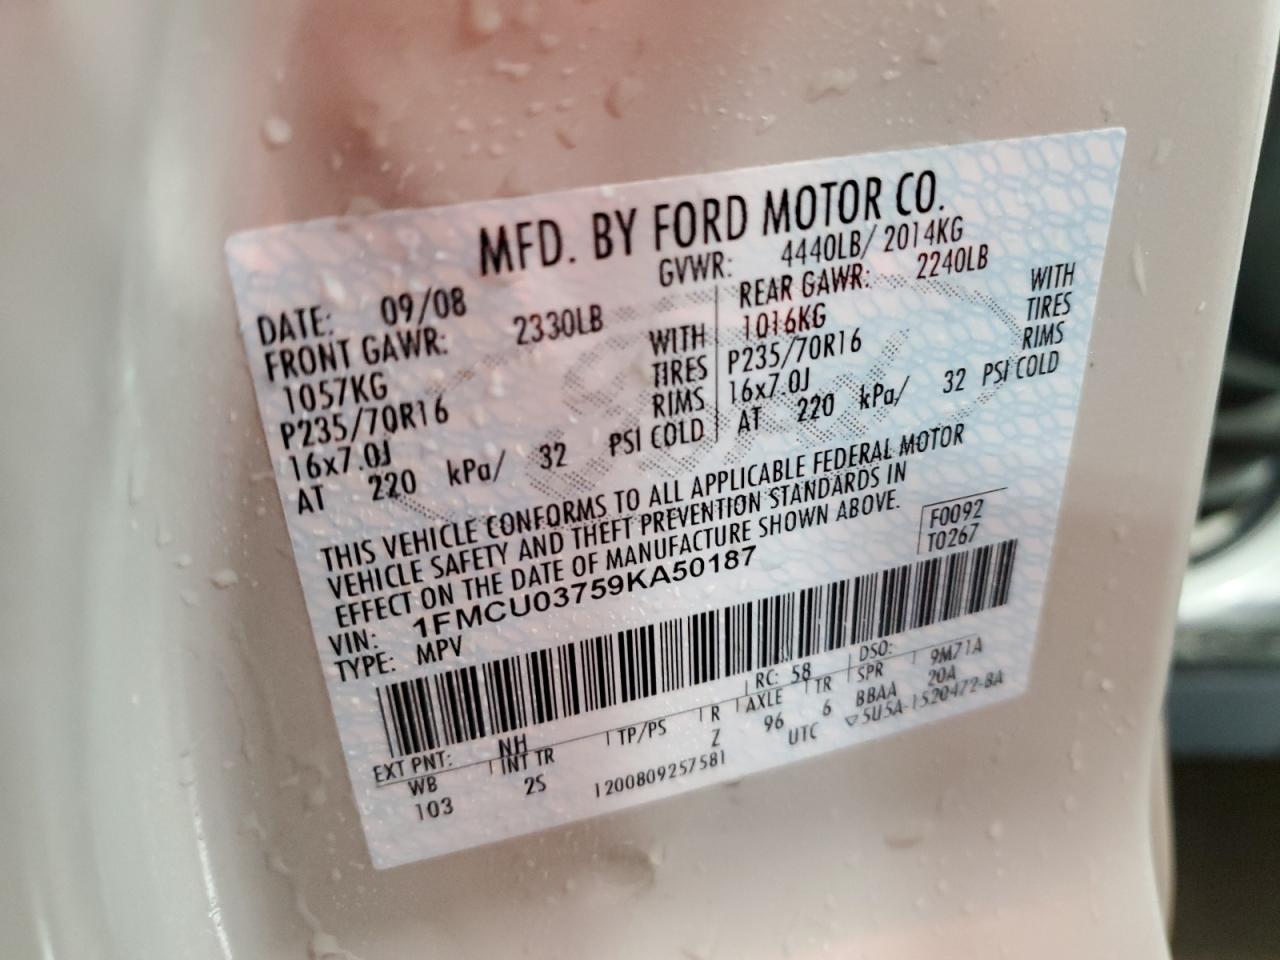 MFD. BY FORD MOTOR CO.
DATE: 09/08 GVWR: 4440LB/ 2014KG
FRONT GAWR: 2330LB REAR GAWR: 2240LB
1057KG WITH 1016KG WITH
P235/70R16 TIRES P235/70R16 TIRES
16x7.0J RIMS 16x7.0J RIMS
AT 220 kPa/ 32 PSI COLD AT 220 kPa/ 32 PSI COLD
THIS VEHICLE CONFORMS TO ALL APPLICABLE FEDERAL MOTOR
VEHICLE SAFETY AND THEFT PREVENTION STANDARDS IN
EFFECT ON THE DATE OF MANUFACTURE SHOWN ABOVE.
F0092
VIN: 1FMCU03759KA50187 T0267
TYPE: MPV
EXT PNT: NH RC: 58 DSO:
WB INT TR TP/PS R AXLE TR SPR 9M71A
103 2S Z 96 6 BBAA 20A
1200809257581 UTC ▽5U5A-1520472-BA